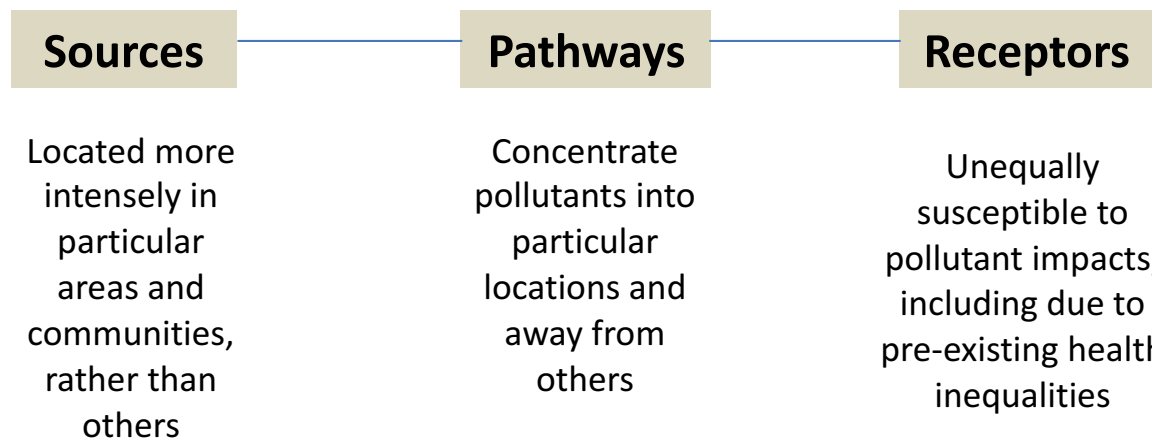 Sources
Pathways
Receptors
Located more
intensely in
particular
areas and
communities,
rather than
others
Concentrate
pollutants into
particular
locations and
away from
others
Unequally
susceptible to
pollutant impacts,
including due to
pre-existing health
inequalities